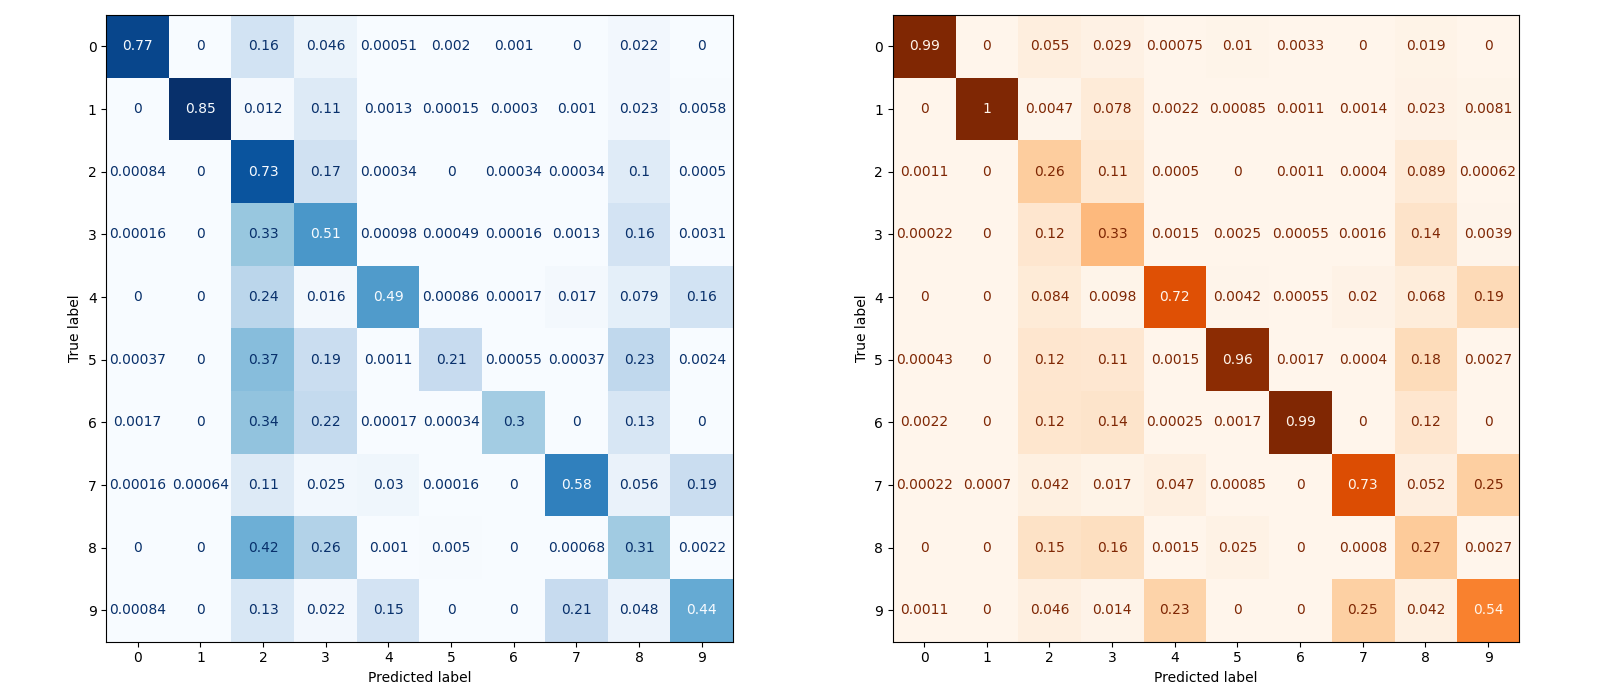 0 0.77 0 0.16 0.046 0.00051 0.002 0.001 0 0.022 0
1 0 0.85 0.012 0.11 0.0013 0.00015 0.0003 0.001 0.023 0.0058
2 0.00084 0 0.73 0.17 0.00034 0 0.00034 0.00034 0.1 0.0005
3 0.00016 0 0.33 0.51 0.00098 0.00049 0.00016 0.0013 0.16 0.0031
4 0 0 0.24 0.016 0.49 0.00086 0.00017 0.017 0.079 0.16
True label
5 0.00037 0 0.37 0.19 0.0011 0.21 0.00055 0.00037 0.23 0.0024
6 0.0017 0 0.34 0.22 0.00017 0.00034 0.3 0 0.13 0
7 0.00016 0.00064 0.11 0.025 0.03 0.00016 0 0.58 0.056 0.19
8 0 0 0.42 0.26 0.001 0.005 0 0.00068 0.31 0.0022
9 0.00084 0 0.13 0.022 0.15 0 0 0.21 0.048 0.44
0 1 2 3 4 5 6 7 8 9
Predicted label
0 0.99 0 0.055 0.029 0.00075 0.01 0.0033 0 0.019 0
1 0 1 0.0047 0.078 0.0022 0.00085 0.0011 0.0014 0.023 0.0081
2 0.0011 0 0.26 0.11 0.0005 0 0.0011 0.0004 0.089 0.00062
3 0.00022 0 0.12 0.33 0.0015 0.0025 0.00055 0.0016 0.14 0.0039
4 0 0 0.084 0.0098 0.72 0.0042 0.00055 0.02 0.068 0.19
True label
5 0.00043 0 0.12 0.11 0.0015 0.96 0.0017 0.0004 0.18 0.0027
6 0.0022 0 0.12 0.14 0.00025 0.0017 0.99 0 0.12 0
7 0.00022 0.0007 0.042 0.017 0.047 0.00085 0 0.73 0.052 0.25
8 0 0 0.15 0.16 0.0015 0.025 0 0.0008 0.27 0.0027
9 0.0011 0 0.046 0.014 0.23 0 0 0.25 0.042 0.54
0 1 2 3 4 5 6 7 8 9
Predicted label